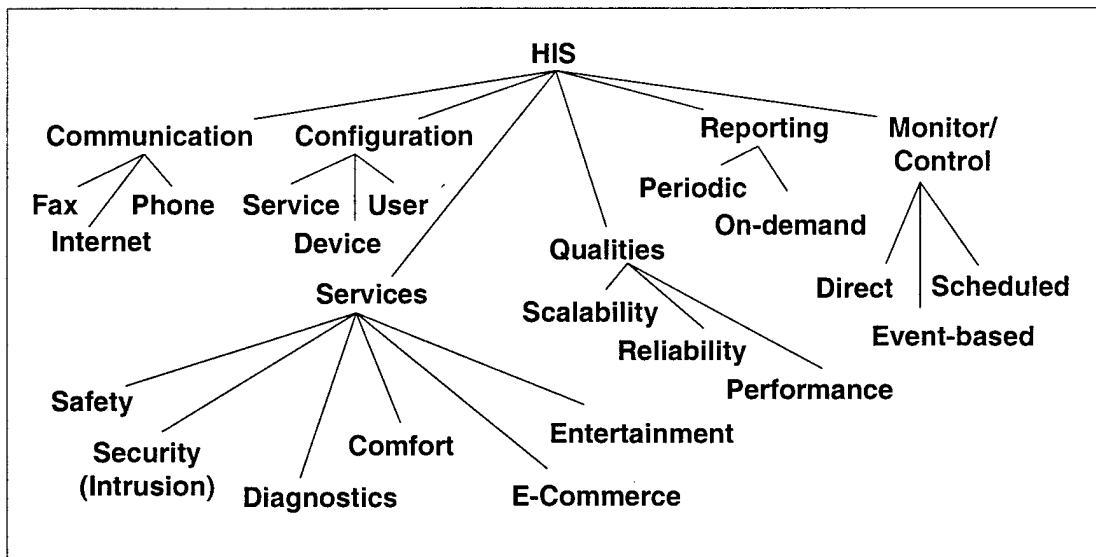 HIS
Communication
Configuration
Reporting
Monitor/
Control
Fax
Phone
Internet
Service
User
Device
Periodic
On-demand
Qualities
Direct
Scheduled
Event-based
Services
Scalability
Reliability
Performance
Safety
Security
(Intrusion)
Diagnostics
Comfort
Entertainment
E-Commerce